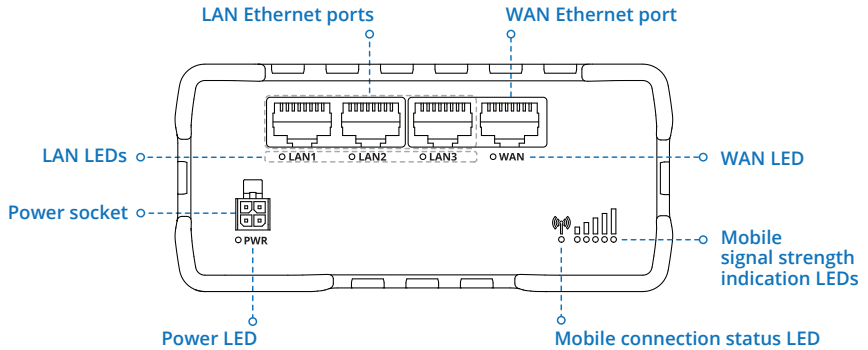 LAN Ethernet ports
WAN Ethernet port
LAN LEDs
LAN1
LAN2
LAN3
WAN
WAN LED
Power socket
PWR
Mobile
signal strength
indication LEDs
Power LED
Mobile connection status LED